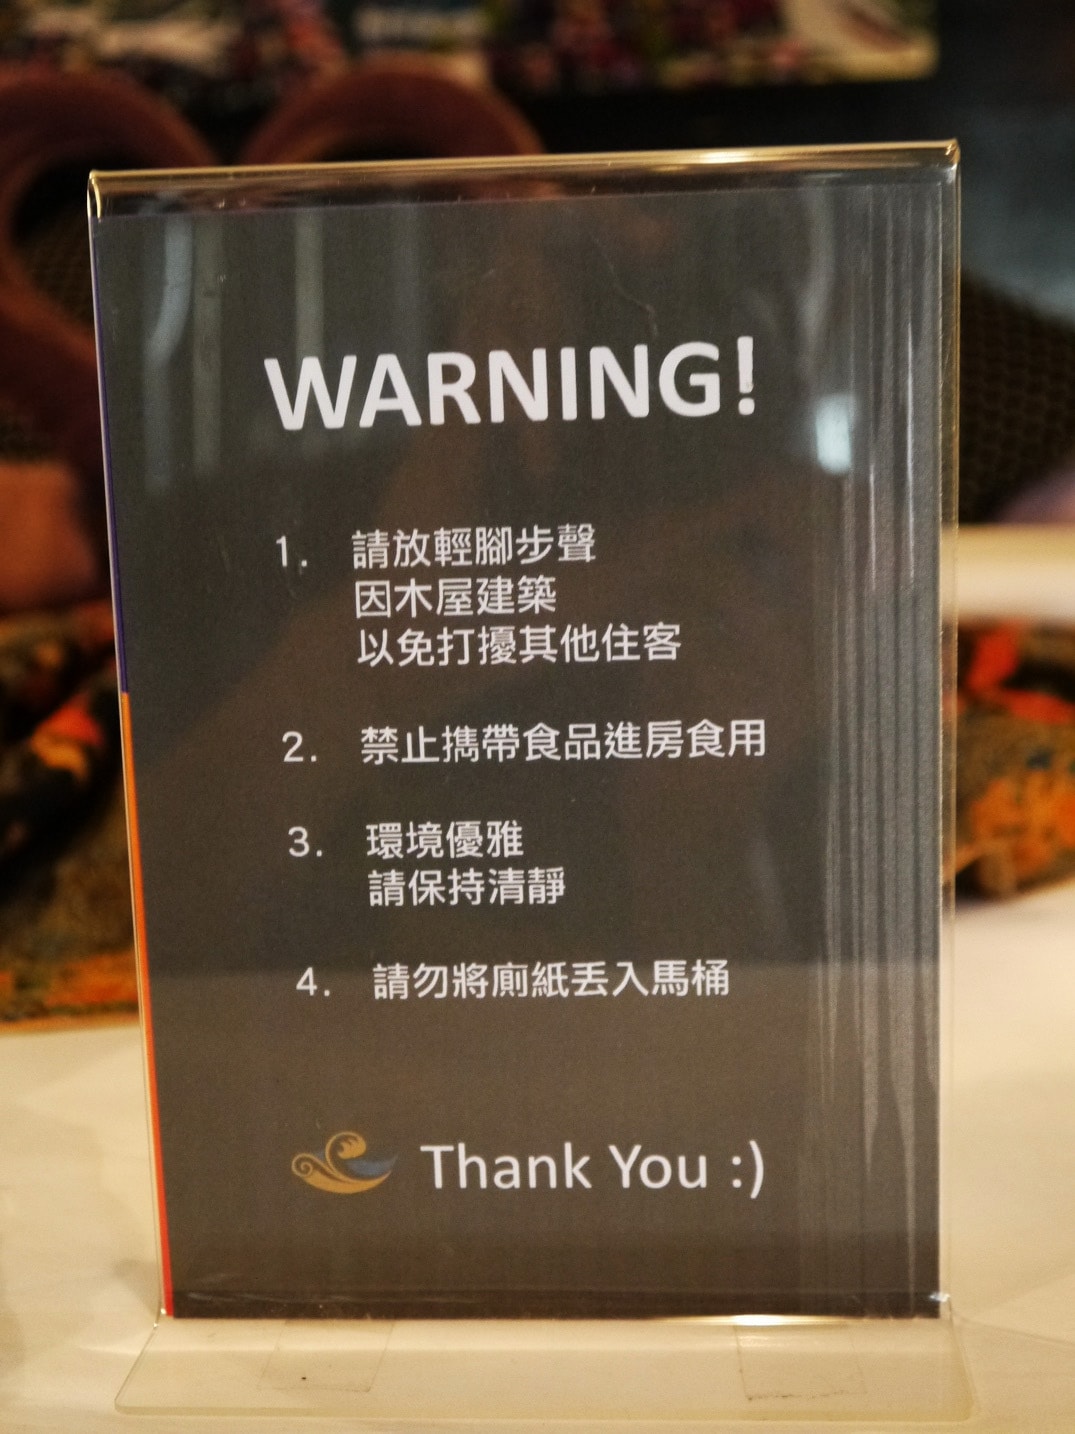 WARNING!
1. 請放輕腳步聲
因木屋建築
以免打擾其他住客
2. 禁止攜帶食品進房食用
3. 環境優雅
請保持清靜
4. 請勿將廁紙丟入馬桶
Thank You :)